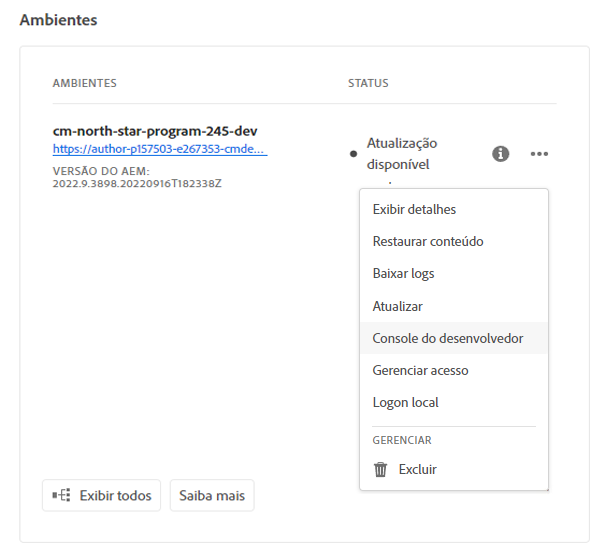 Ambientes
AMBIENTES
STATUS
cm-north-star-program-245-dev
https://author-p157503-e267353-cmde...
VERSÃO DO AEM:
2022.9.3898.20220916T182338Z
Atualização
disponível
Exibir detalhes
Restaurar conteúdo
Baixar logs
Atualizar
Console do desenvolvedor
Gerenciar acesso
Logon local
GERENCIAR
Excluir
Exibir todos
Saiba mais